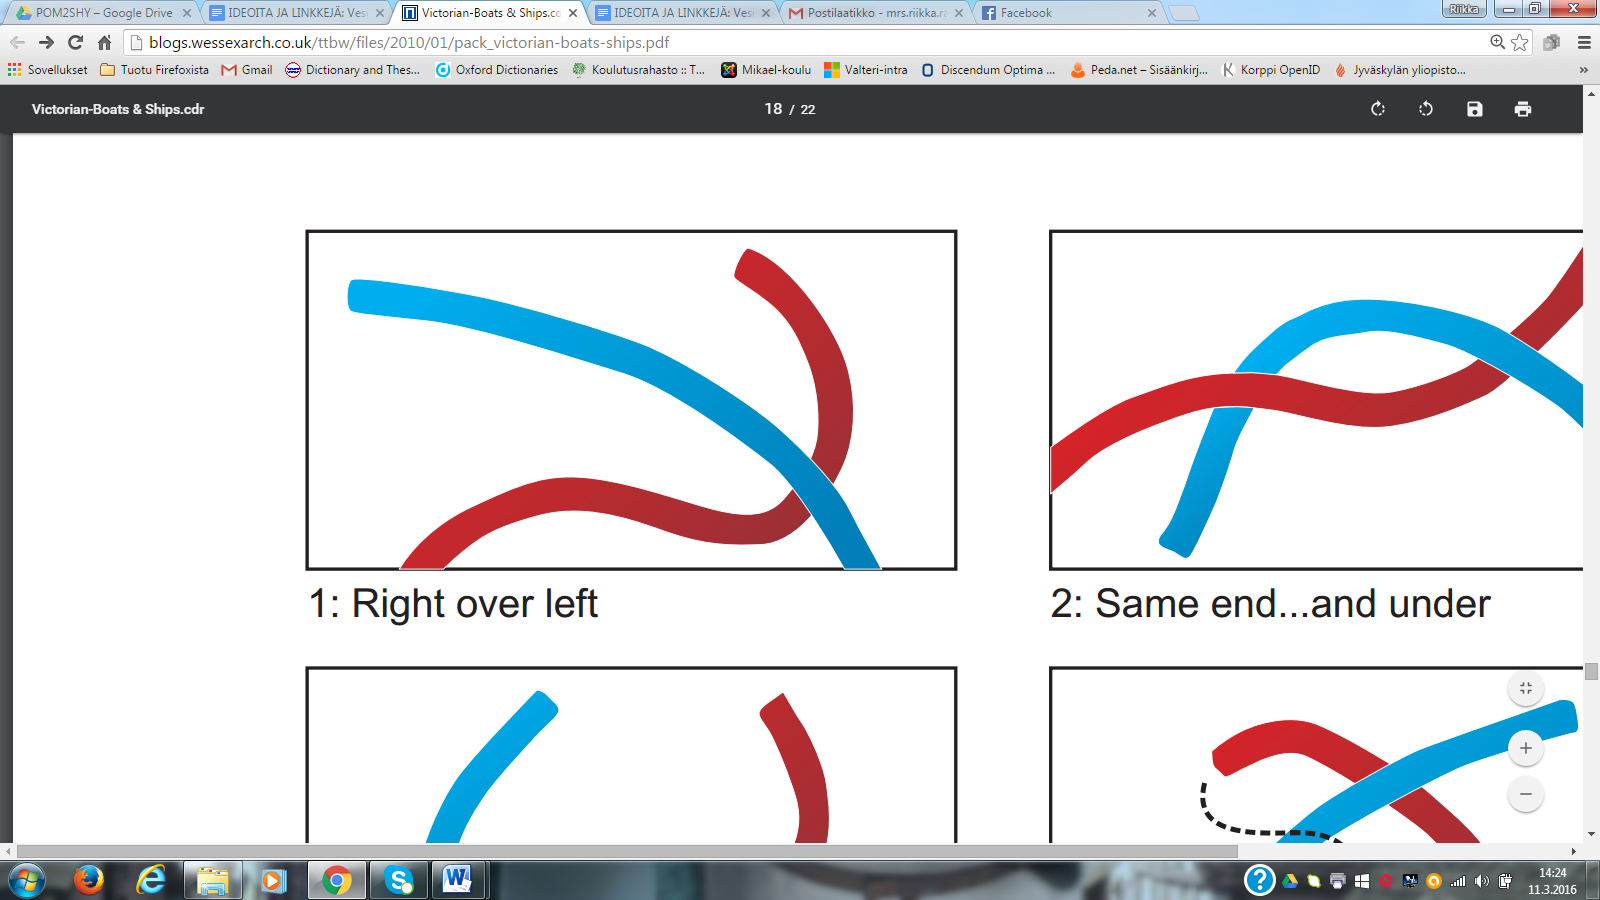 POM2SHY – Google Drive
IDEOITA JA LINKKEJÄ: Vesi
Victorian-Boats & Ships.cd
IDEOITA JA LINKKEJÄ: Vesi
Postilaatikko - mrs.riikka.ra
Facebook
Riikka
blogs.wessexarch.co.uk/ttbw/files/2010/01/pack_victorian-boats-ships.pdf
Sovellukset
Tuotu Firefoxista
Gmail
Dictionary and Thes...
Oxford Dictionaries
Koulutusrahasto :: T...
Mikael-koulu
Valteri-intra
Discendum Optima ...
Peda.net – Sisäänkirj...
Korppi OpenID
Jyväskylän yliopisto...
»
Victorian-Boats & Ships.cdr
18 / 22
1: Right over left
2: Same end...and under
14:24
11.3.2016